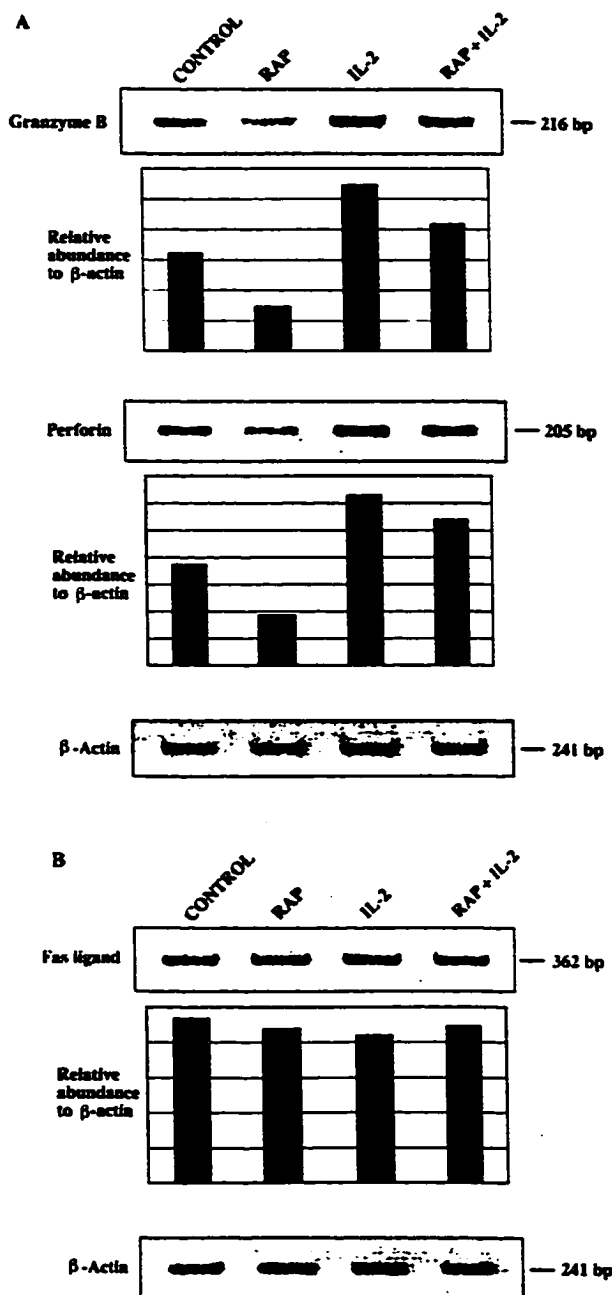 A
CONTROL RAP IL-2 RAP + IL-2
Granzyme B 216 bp
Relative
abundance
to β-actin
Perforin 205 bp
Relative
abundance
to β-actin
β-Actin 241 bp
B
CONTROL RAP IL-2 RAP + IL-2
Fas ligand 362 bp
Relative
abundance
to β-actin
β-Actin 241 bp